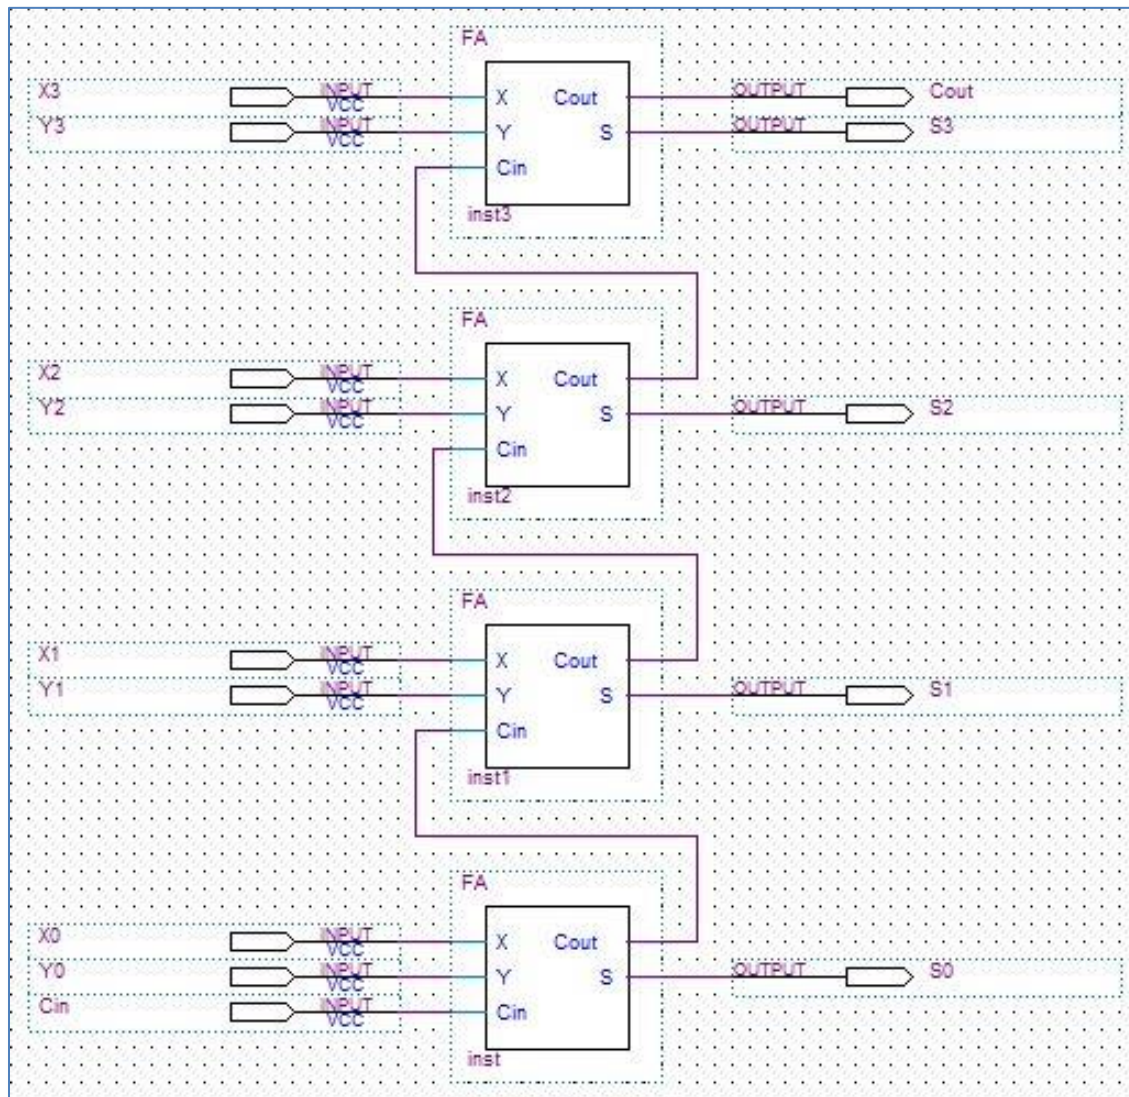 FA
X3 INPUT VCC X Cout OUTPUT Cout
Y3 INPUT VCC Y S OUTPUT S3
Cin
inst3
FA
X2 INPUT VCC X Cout
Y2 INPUT VCC Y S OUTPUT S2
Cin
inst2
FA
X1 INPUT VCC X Cout
Y1 INPUT VCC Y S OUTPUT S1
Cin
inst1
FA
X0 INPUT VCC X Cout
Y0 INPUT VCC Y S OUTPUT S0
Cin INPUT VCC Cin
inst